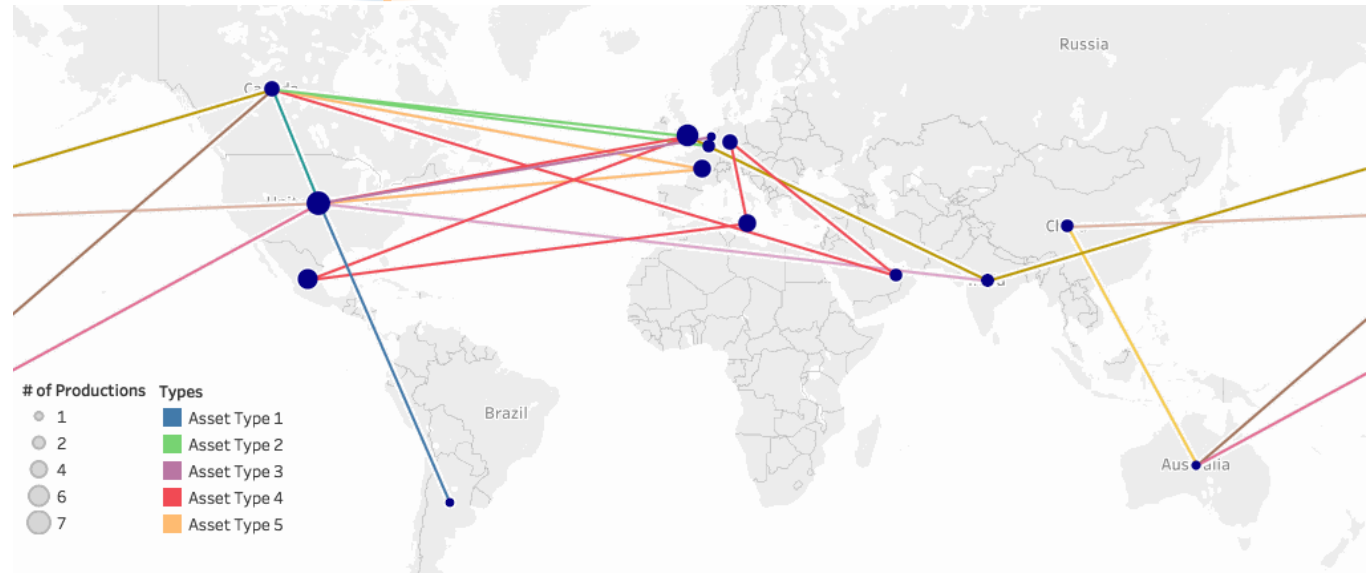 Russia
Brazil
# of Productions
1
2
4
6
7
Types
Asset Type 1
Asset Type 2
Asset Type 3
Asset Type 4
Asset Type 5